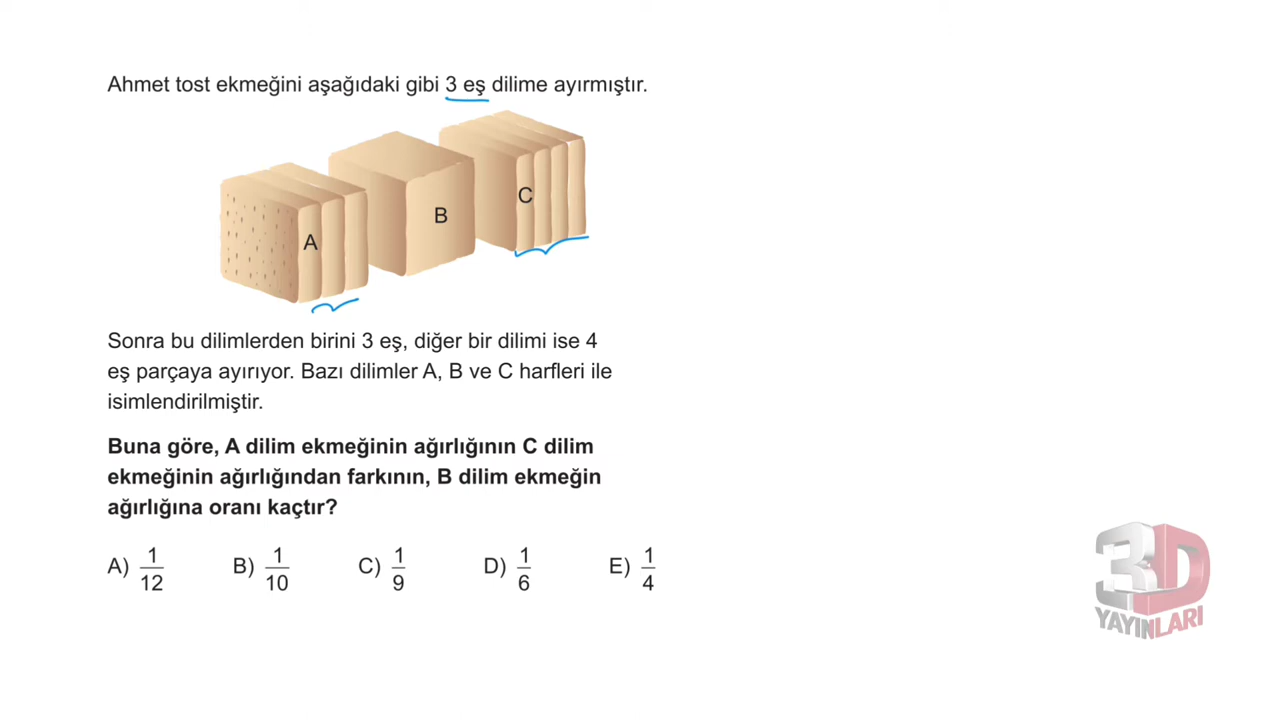 Ahmet tost ekmeğini aşağıdaki gibi 3 eş dilime ayırmıştır.
A
B
C
Sonra bu dilimlerden birini 3 eş, diğer bir dilimi ise 4
eş parçaya ayırıyor. Bazı dilimler A, B ve C harfleri ile
isimlendirilmiştir.
Buna göre, A dilim ekmeğinin ağırlığının C dilim
ekmeğinin ağırlığından farkının, B dilim ekmeğin
ağırlığına oranı kaçtır?
A) 1/12 B) 1/10 C) 1/9 D) 1/6 E) 1/4
3D
YAYINLARI